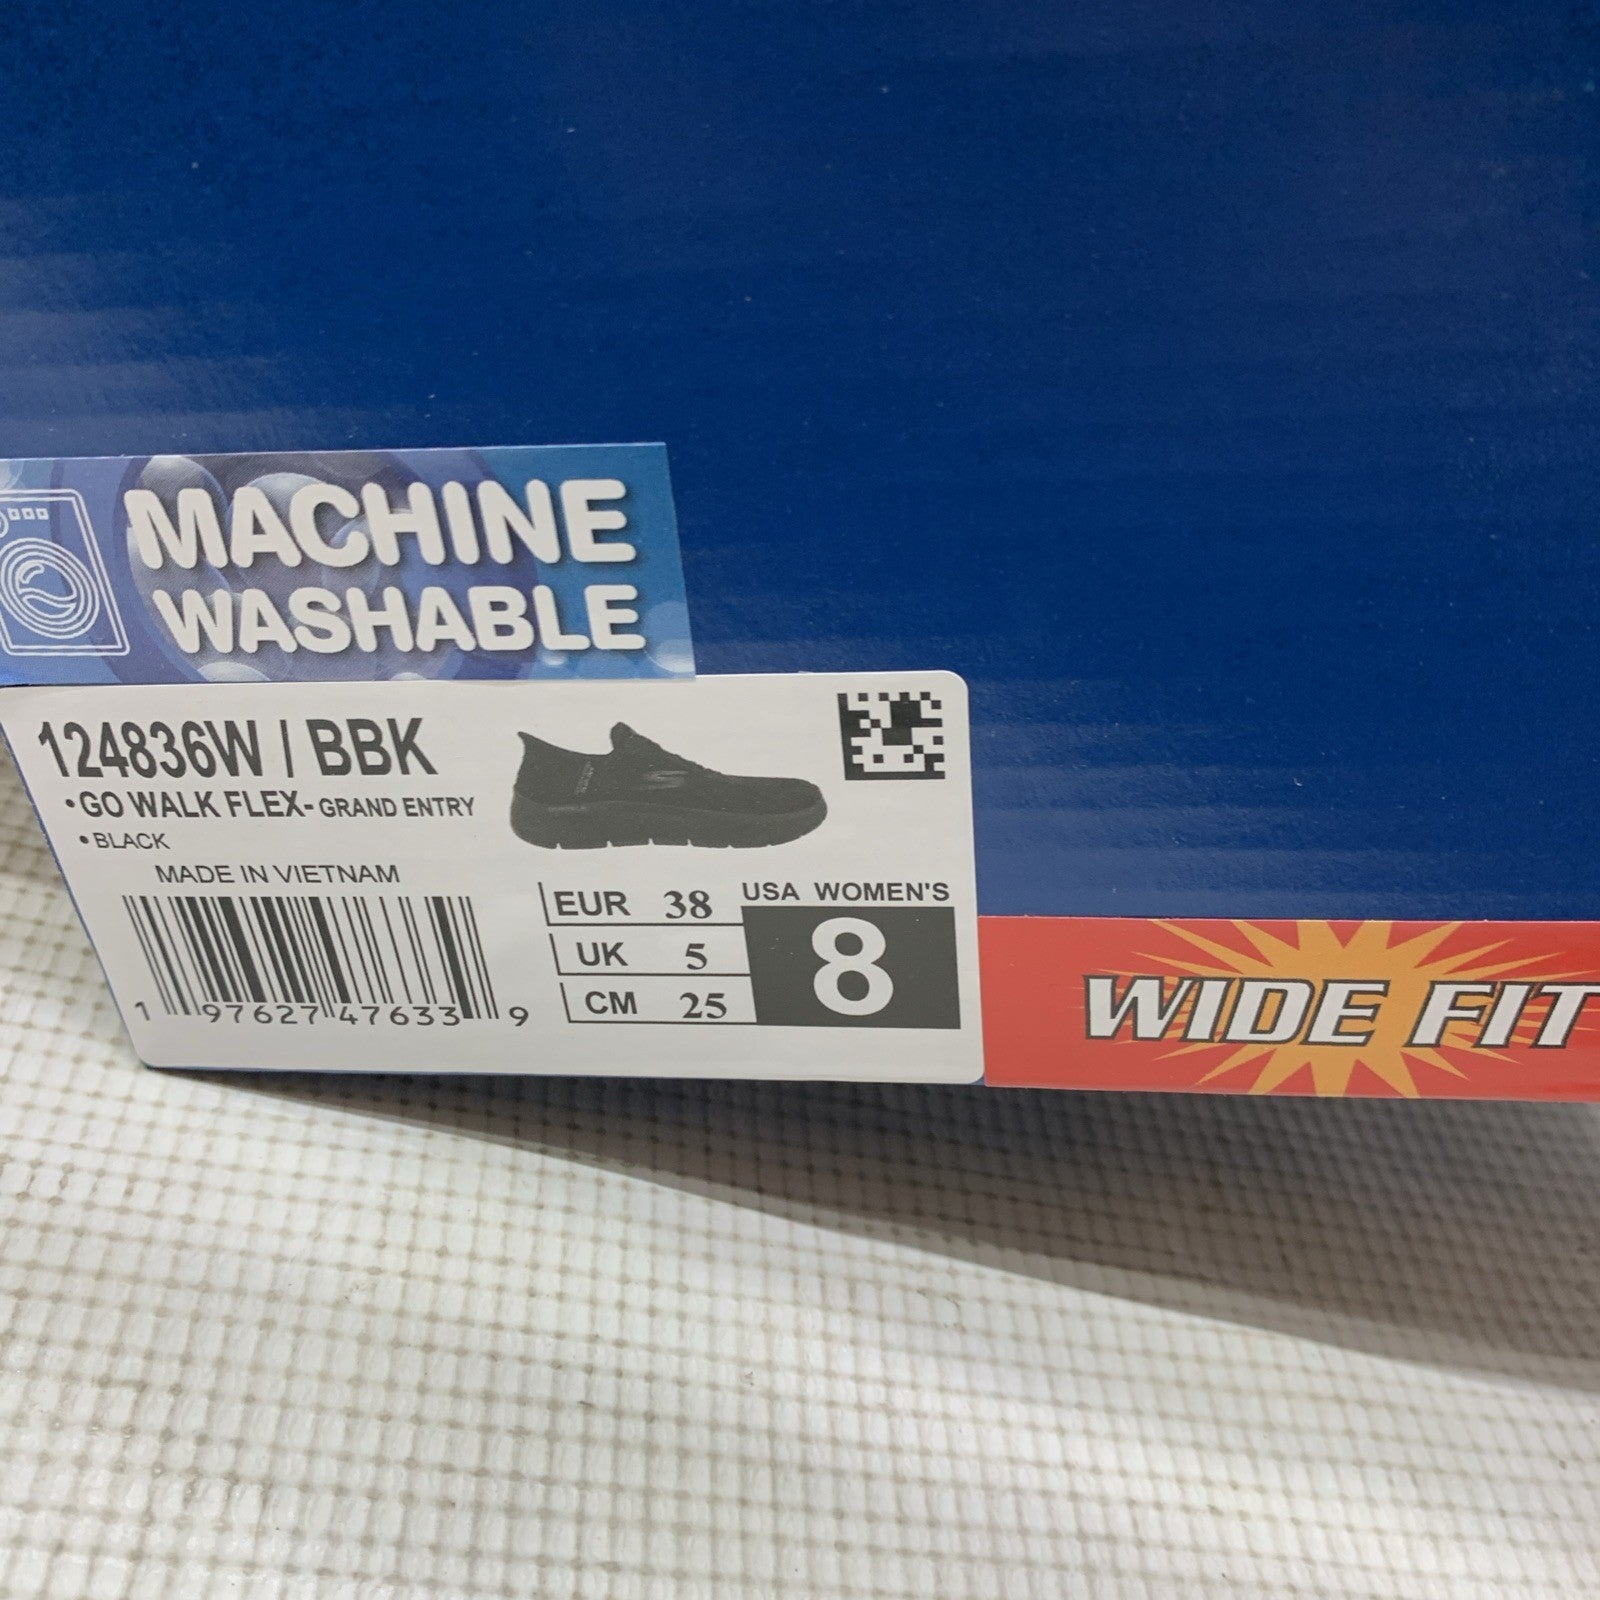 MACHINE
WASHABLE
124836W / BBK
•GO WALK FLEX- GRAND ENTRY
•BLACK
MADE IN VIETNAM
1 97627 47633 9
EUR 38
UK 5
CM 25
USA WOMEN'S
8
WIDE FIT